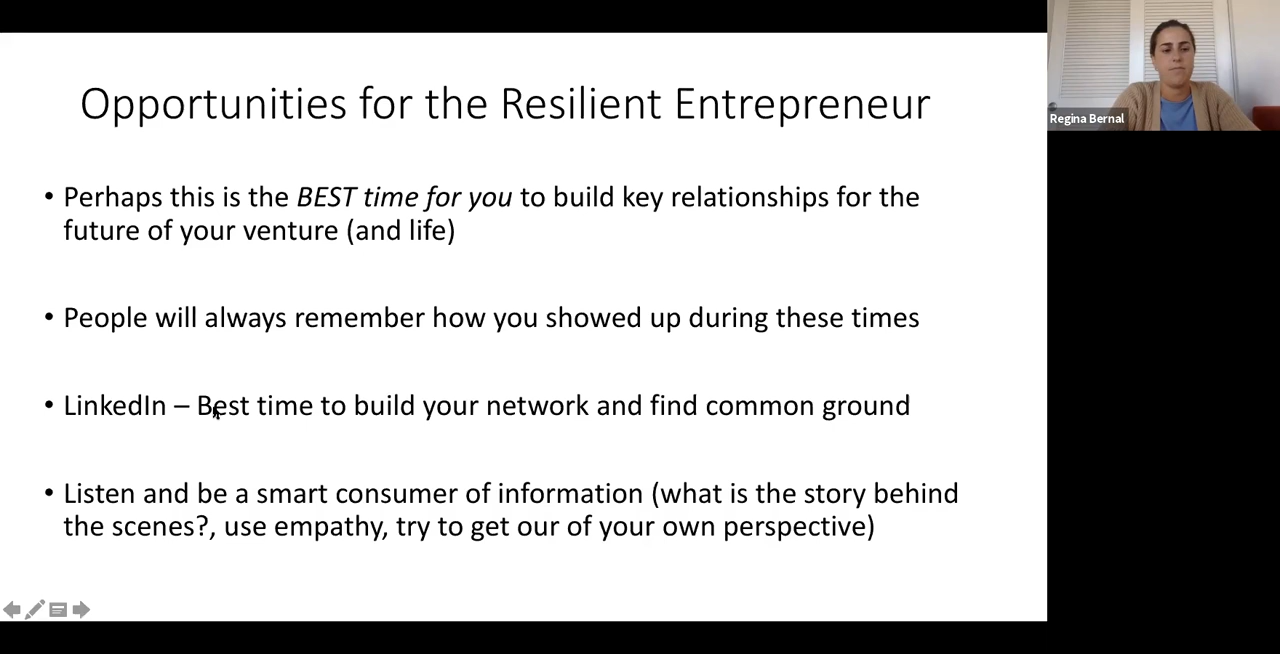 Opportunities for the Resilient Entrepreneur
• Perhaps this is the BEST time for you to build key relationships for the
future of your venture (and life)
• People will always remember how you showed up during these times
• LinkedIn – Best time to build your network and find common ground
• Listen and be a smart consumer of information (what is the story behind
the scenes?, use empathy, try to get our of your own perspective)
Regina Bernal